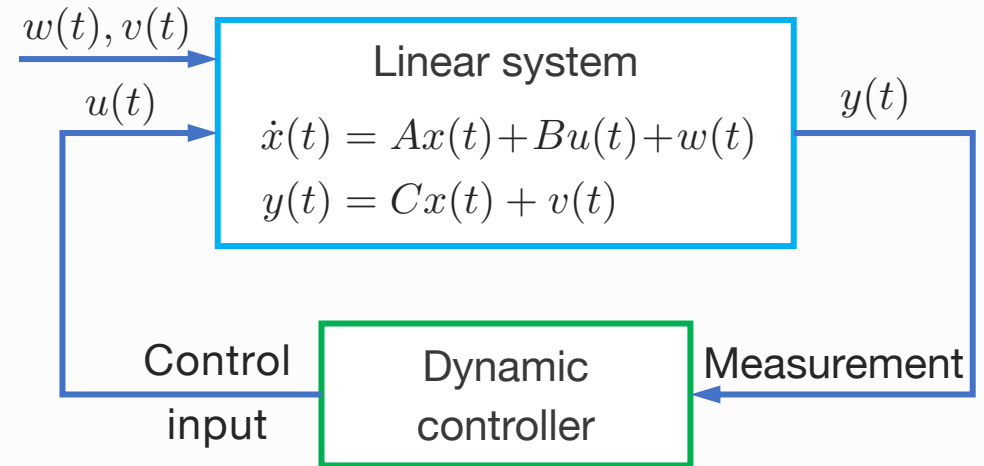 w(t), v(t)
u(t)
Linear system
ẋ(t) = Ax(t)+Bu(t)+w(t)
y(t) = Cx(t) + v(t)
y(t)
Control
input
Dynamic
controller
Measurement